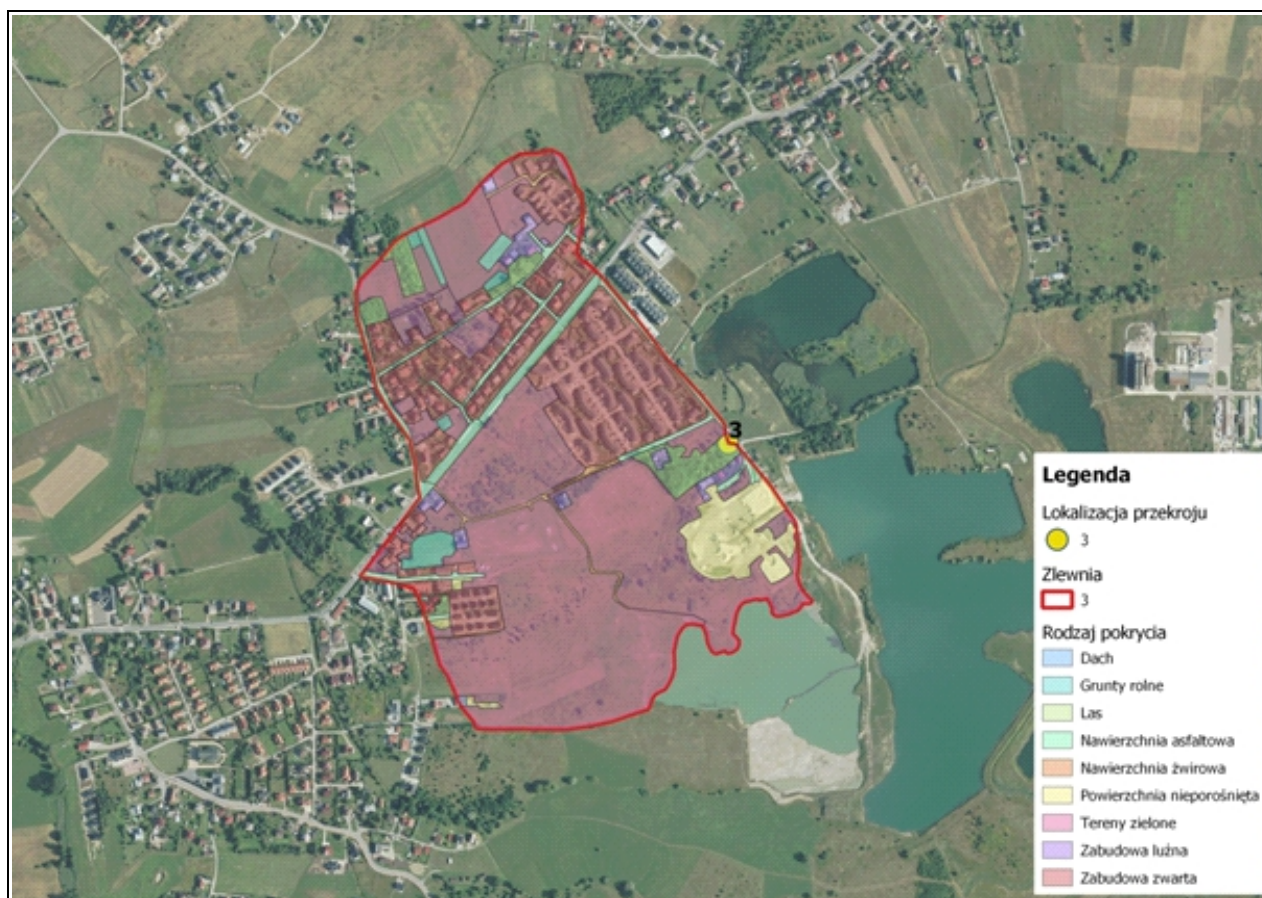 3
Legenda
Lokalizacja przekroju
3
Zlewnia
3
Rodzaj pokrycia
Dach
Grunty rolne
Las
Nawierzchnia asfaltowa
Nawierzchnia żwirowa
Powierzchnia nieporośnięta
Tereny zielone
Zabudowa luźna
Zabudowa zwarta